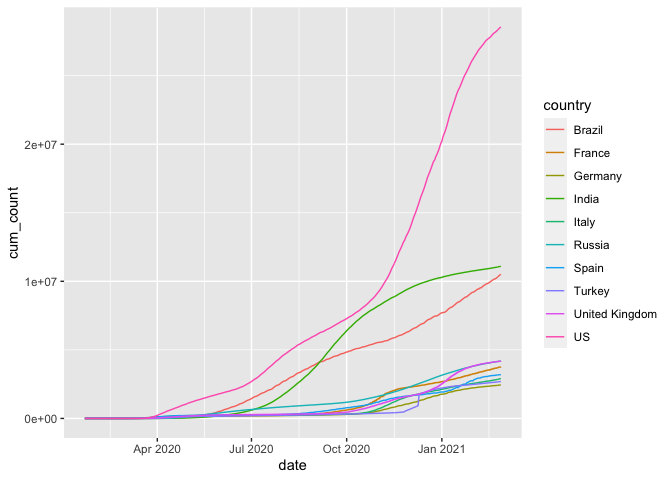 cum_count
2e+07
1e+07
0e+00
Apr 2020
Jul 2020
Oct 2020
Jan 2021
date
country
Brazil
France
Germany
India
Italy
Russia
Spain
Turkey
United Kingdom
US